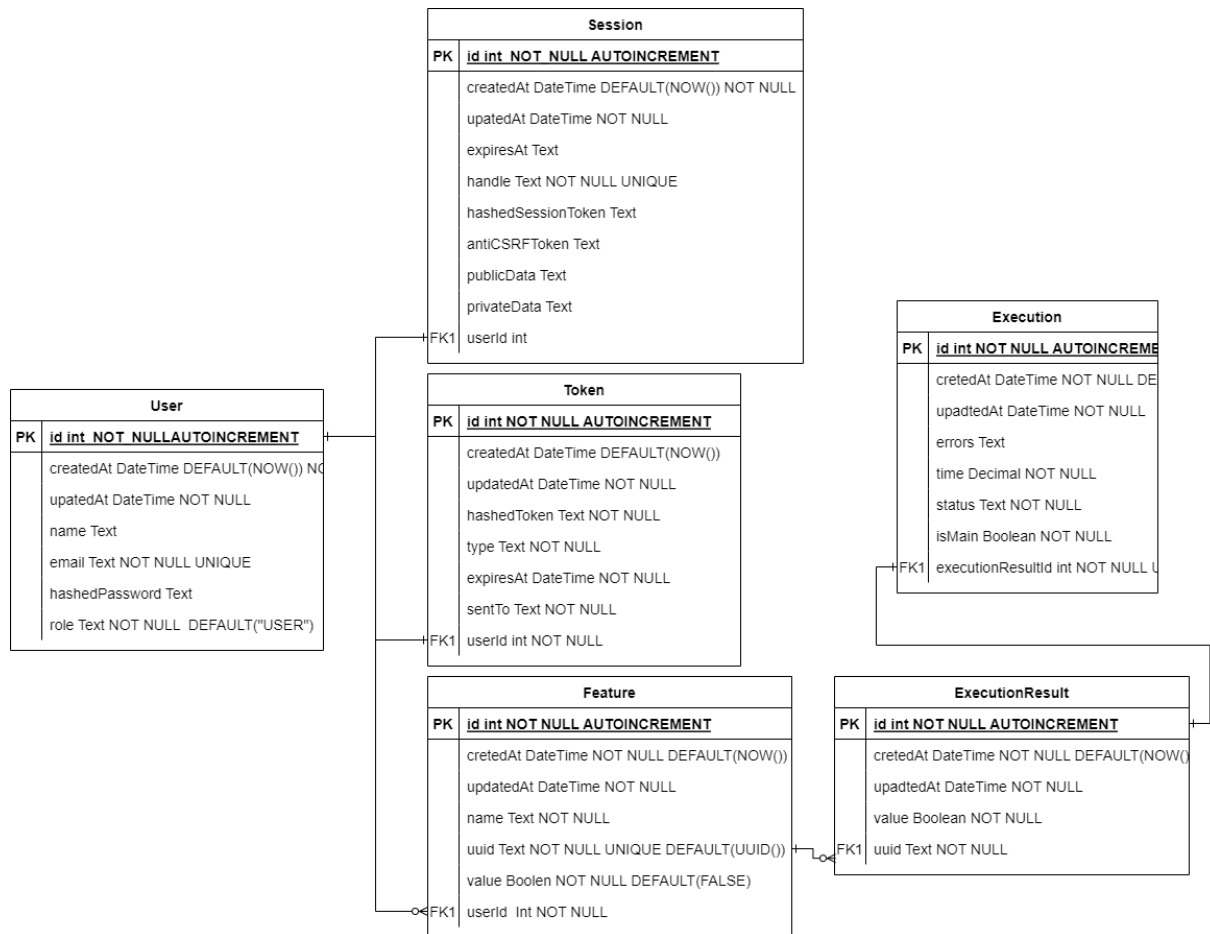 Session
PK id int NOT NULL AUTOINCREMENT
createdAt DateTime DEFAULT(NOW()) NOT NULL
upatedAt DateTime NOT NULL
expiresAt Text
handle Text NOT NULL UNIQUE
hashedSessionToken Text
antiCSRFToken Text
publicData Text
privateData Text
FK1 userId int
User
PK id int NOT NULLAUTOINCREMENT
createdAt DateTime DEFAULT(NOW()) NO
upatedAt DateTime NOT NULL
name Text
email Text NOT NULL UNIQUE
hashedPassword Text
role Text NOT NULL DEFAULT("USER")
Token
PK id int NOT NULL AUTOINCREMENT
createdAt DateTime DEFAULT(NOW())
updatedAt DateTime NOT NULL
hashedToken Text NOT NULL
type Text NOT NULL
expiresAt DateTime NOT NULL
sentTo Text NOT NULL
FK1 userId int NOT NULL
Execution
PK id int NOT NULL AUTOINCREME
cretedAt DateTime NOT NULL DE
upadtedAt DateTime NOT NULL
errors Text
time Decimal NOT NULL
status Text NOT NULL
isMain Boolean NOT NULL
FK1 executionResultId int NOT NULL U
Feature
PK id int NOT NULL AUTOINCREMENT
cretedAt DateTime NOT NULL DEFAULT(NOW())
updatedAt DateTime NOT NULL
name Text NOT NULL
uuid Text NOT NULL UNIQUE DEFAULT(UUID())
value Boolen NOT NULL DEFAULT(FALSE)
FK1 userId Int NOT NULL
ExecutionResult
PK id int NOT NULL AUTOINCREMENT
cretedAt DateTime NOT NULL DEFAULT(NOW()
upadtedAt DateTime NOT NULL
value Boolean NOT NULL
FK1 uuid Text NOT NULL